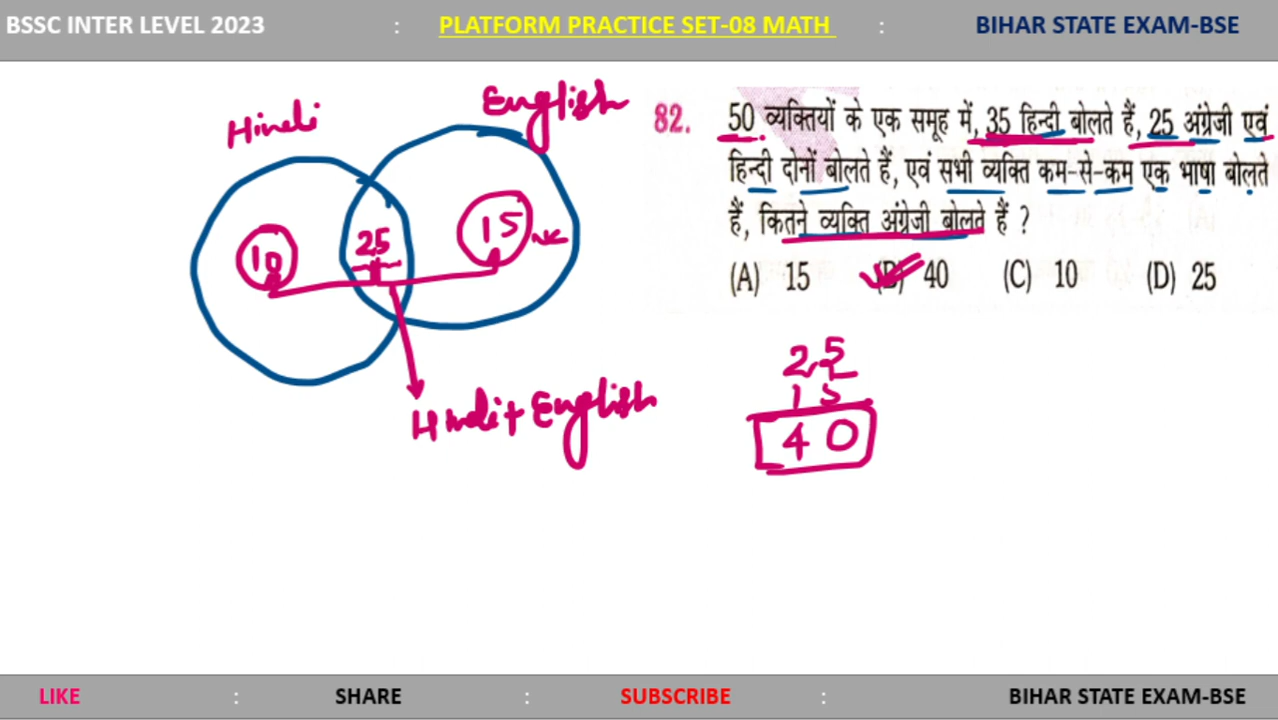 BSSC INTER LEVEL 2023 : PLATFORM PRACTICE SET-08 MATH : BIHAR STATE EXAM-BSE
Hindi
English
10
25
15
Hindi+English
82. 50 व्यक्तियों के एक समूह में, 35 हिन्दी बोलते हैं, 25 अंग्रेजी एवं
हिन्दी दोनों बोलते हैं, एवं सभी व्यक्ति कम-से-कम एक भाषा बोलते
हैं, कितने व्यक्ति अंग्रेजी बोलते हैं ?
(A) 15 (B) 40 (C) 10 (D) 25
25
15
40
LIKE : SHARE : SUBSCRIBE : BIHAR STATE EXAM-BSE